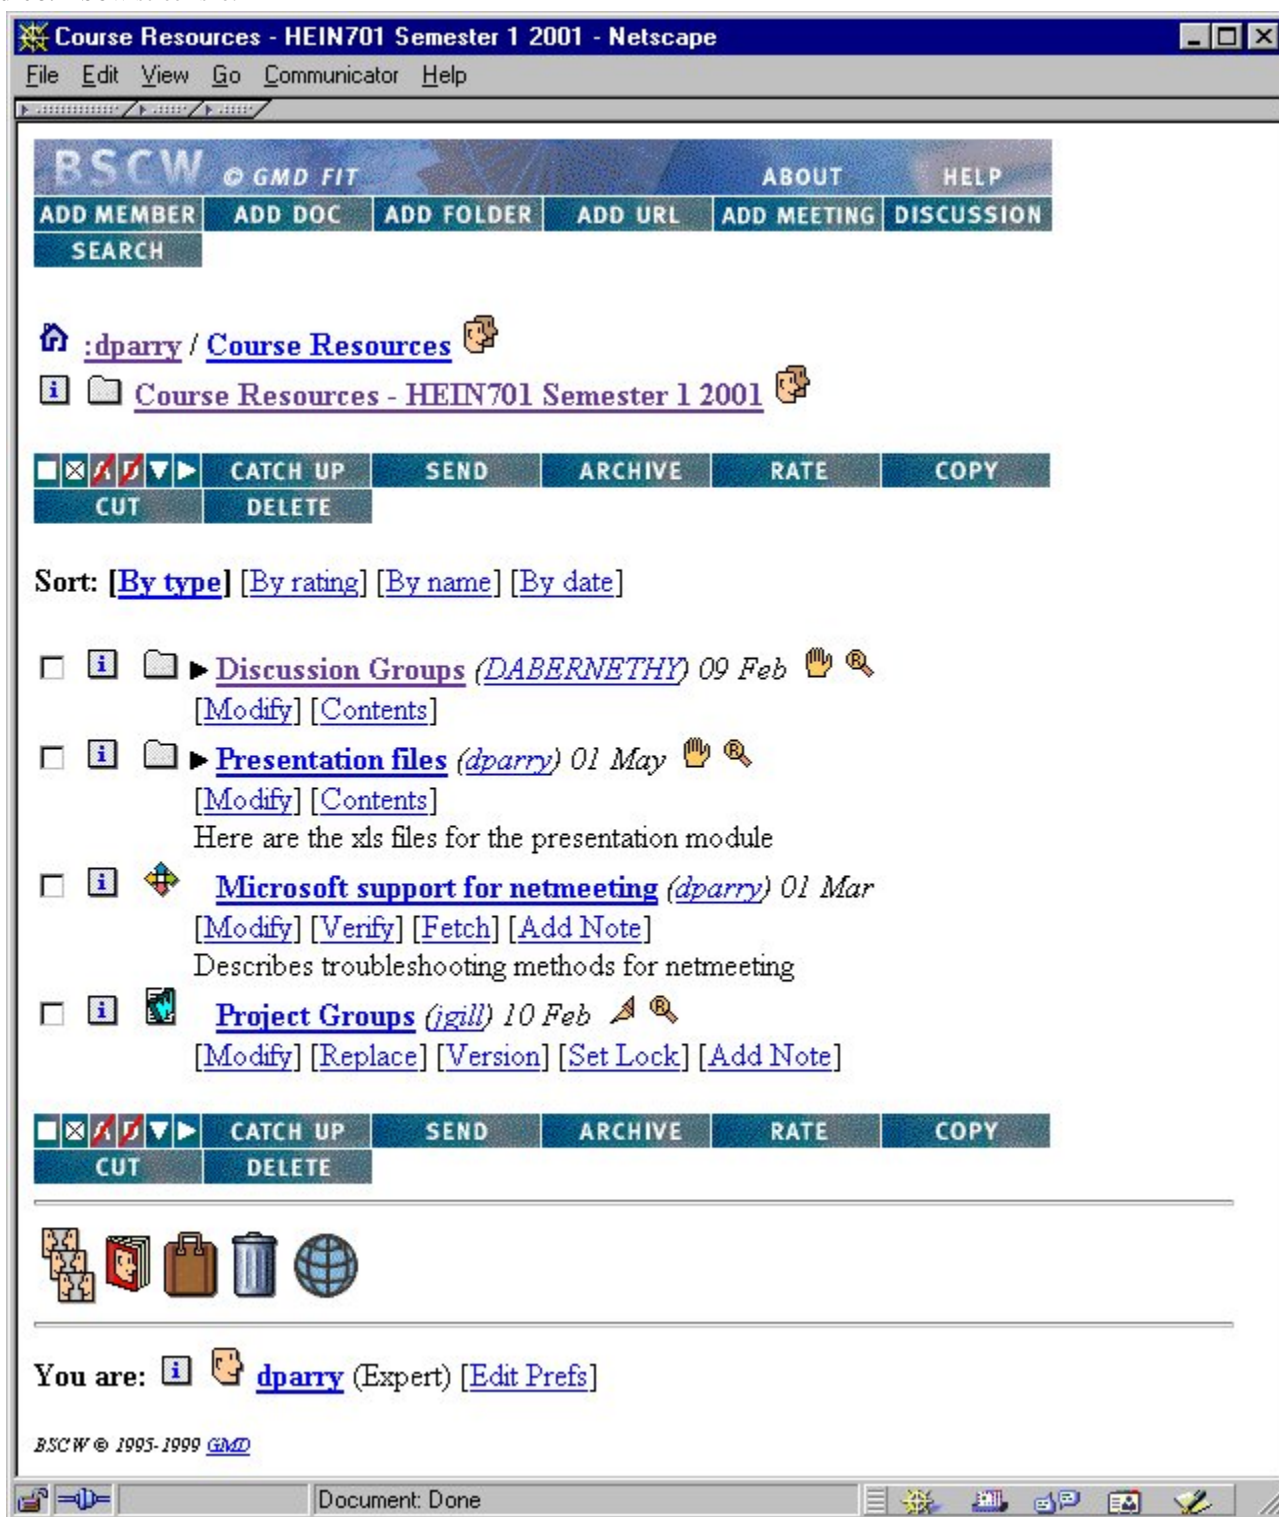 Course Resources - HEIN701 Semester 1 2001 - Netscape
File Edit View Go Communicator Help
BSCW © GMD FIT ABOUT HELP
ADD MEMBER ADD DOC ADD FOLDER ADD URL ADD MEETING DISCUSSION
SEARCH
:dparry / Course Resources
Course Resources - HEIN701 Semester 1 2001
CATCH UP SEND ARCHIVE RATE COPY
CUT DELETE
Sort: [By type] [By rating] [By name] [By date]
Discussion Groups (DABERNETHY) 09 Feb
[Modify] [Contents]
Presentation files (dparry) 01 May
[Modify] [Contents]
Here are the xls files for the presentation module
Microsoft support for netmeeting (dparry) 01 Mar
[Modify] [Verify] [Fetch] [Add Note]
Describes troubleshooting methods for netmeeting
Project Groups (jgill) 10 Feb
[Modify] [Replace] [Version] [Set Lock] [Add Note]
CATCH UP SEND ARCHIVE RATE COPY
CUT DELETE
You are: dparry (Expert) [Edit Prefs]
BSCW © 1995-1999 GMD
Document: Done